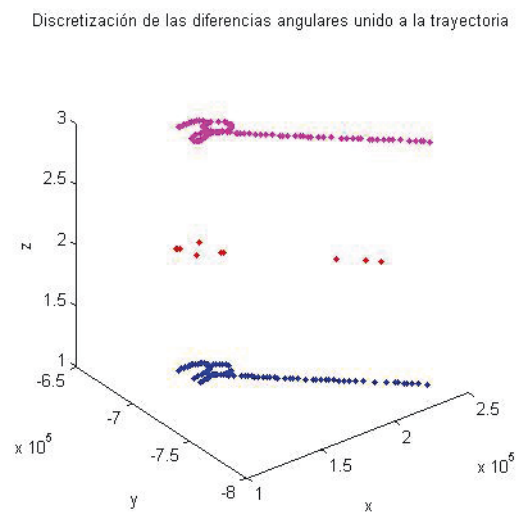 Discretización de las diferencias angulares unido a la trayectoria
3
2.5
2
1.5
1
z
-6.5
-7
-7.5
-8
x 10^5
y
1
1.5
2
2.5
x 10^5
x